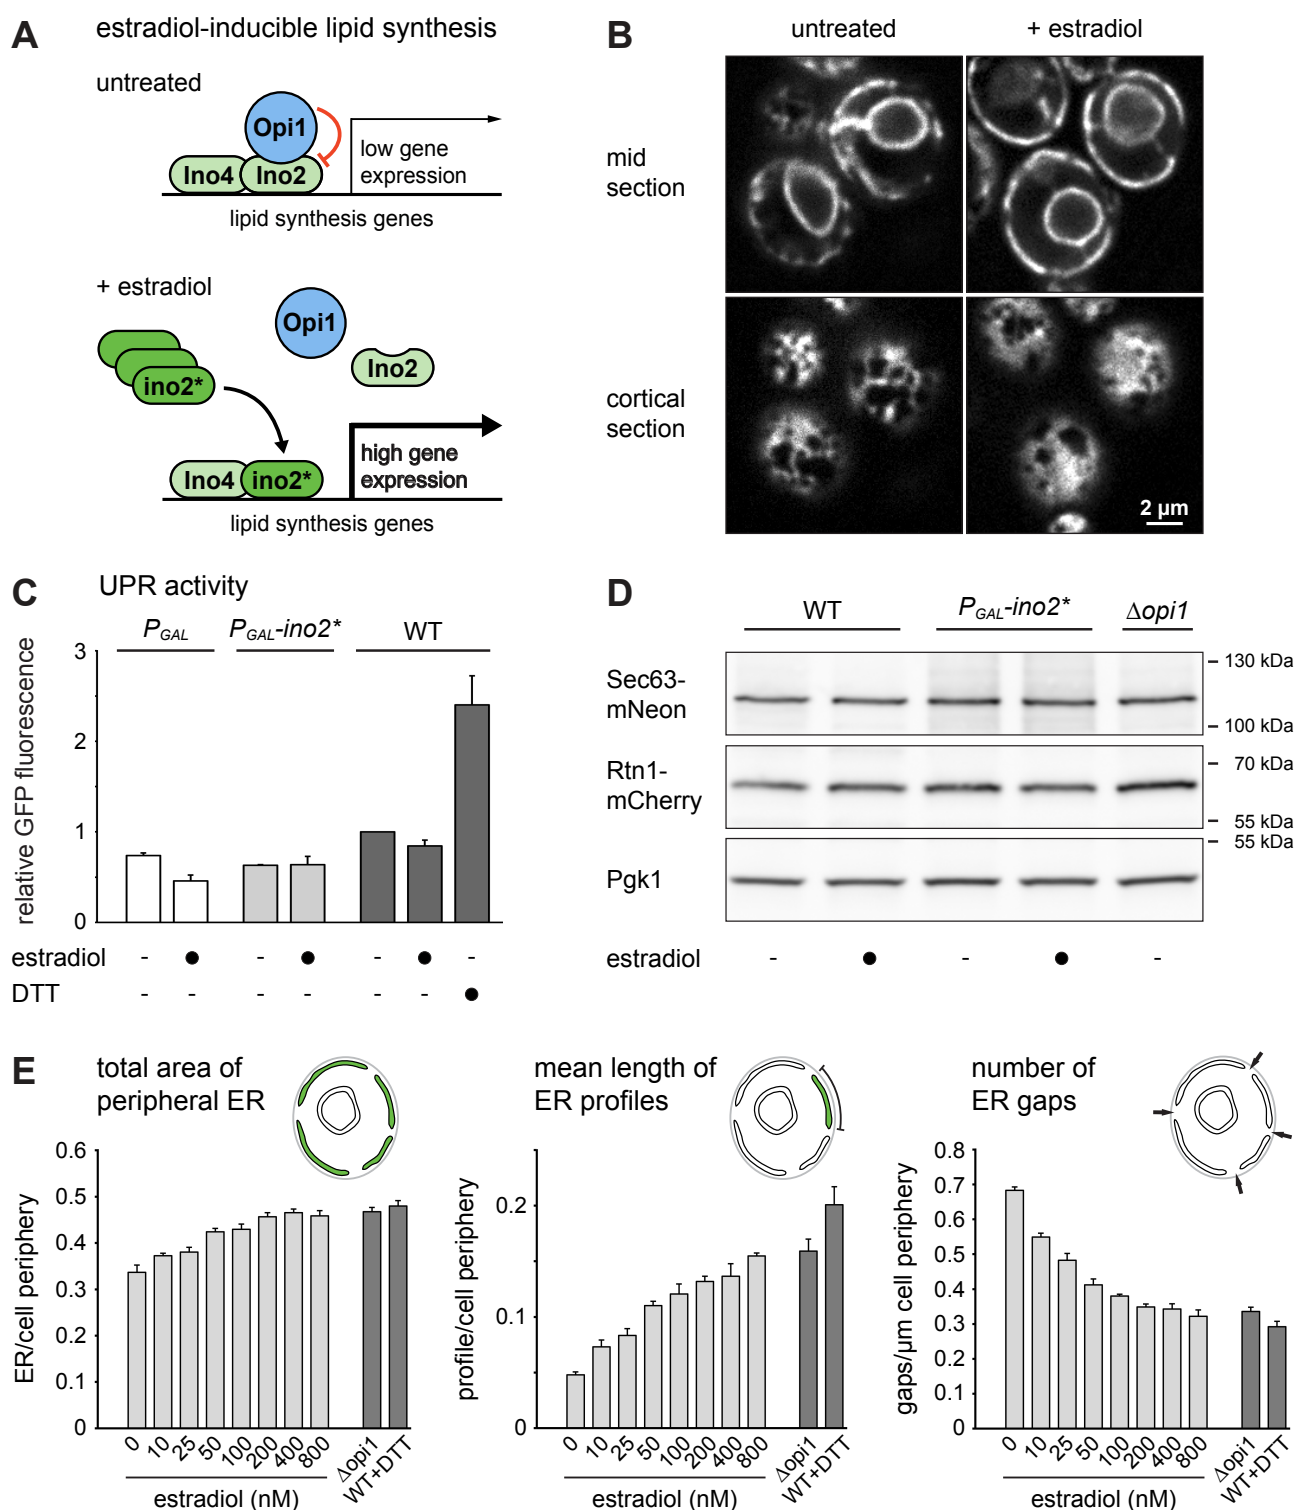 A
estradiol-inducible lipid synthesis
untreated
Opi1
Ino4
Ino2
low gene
expression
lipid synthesis genes
+ estradiol
Opi1
Ino2
ino2*
high gene
expression
Ino4
ino2*
lipid synthesis genes
B
untreated
+ estradiol
mid
section
cortical
section
2 µm
C
UPR activity
P_GAL
P_GAL-ino2*
WT
relative GFP fluorescence
3
2
1
0
estradiol - ● - ● - ● -
DTT - - - - - - ●
D
WT
P_GAL-ino2*
Δopi1
Sec63-
mNeon
130 kDa
100 kDa
Rtn1-
mCherry
70 kDa
55 kDa
Pgk1
55 kDa
estradiol - ● - ● -
E
total area of
peripheral ER
ER/cell periphery
0.6
0.5
0.4
0.3
0.2
0.1
0
0 10 25 50 100 200 400 800 Δopi1 WT+DTT
estradiol (nM)
mean length of
ER profiles
profile/cell periphery
0.2
0.1
0
0 10 25 50 100 200 400 800 Δopi1 WT+DTT
estradiol (nM)
number of
ER gaps
gaps/µm cell periphery
0.8
0.7
0.6
0.5
0.4
0.3
0.2
0.1
0
0 10 25 50 100 200 400 800 Δopi1 WT+DTT
estradiol (nM)